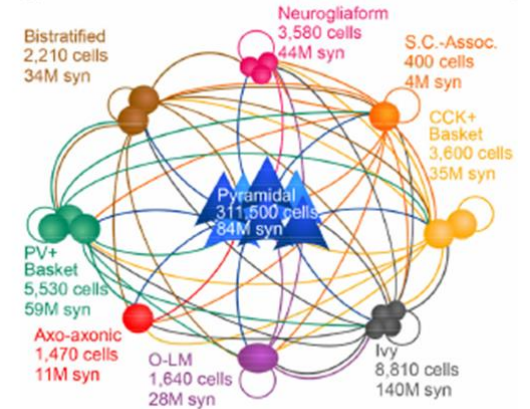 Neurogliaform
3,580 cells
44M syn
Bistratified
2,210 cells
34M syn
S.C.-Assoc.
400 cells
4M syn
CCK+
Basket
3,600 cells
35M syn
Pyramidal
311,500 cells
84M syn
PV+
Basket
5,530 cells
59M syn
Axo-axonic
1,470 cells
11M syn
O-LM
1,640 cells
28M syn
Ivy
8,810 cells
140M syn